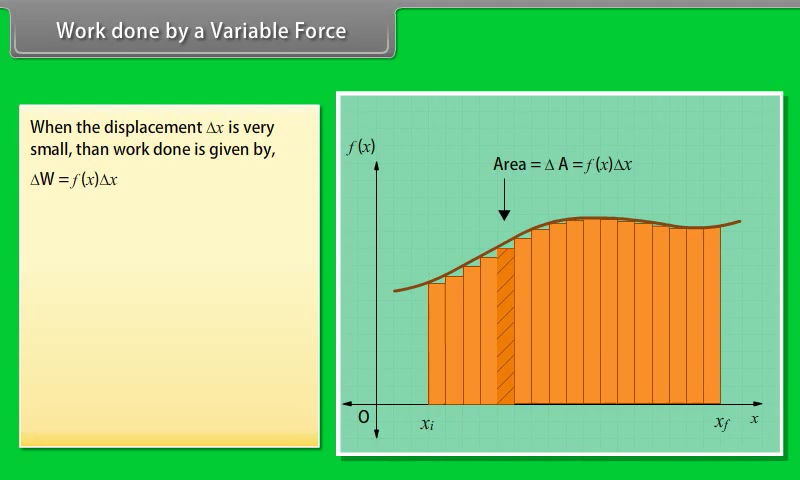 Work done by a Variable Force
When the displacement Δx is very
small, than work done is given by,
ΔW = f (x)Δx
f (x)
Area = Δ A = f (x)Δx
O
xi
xf
x